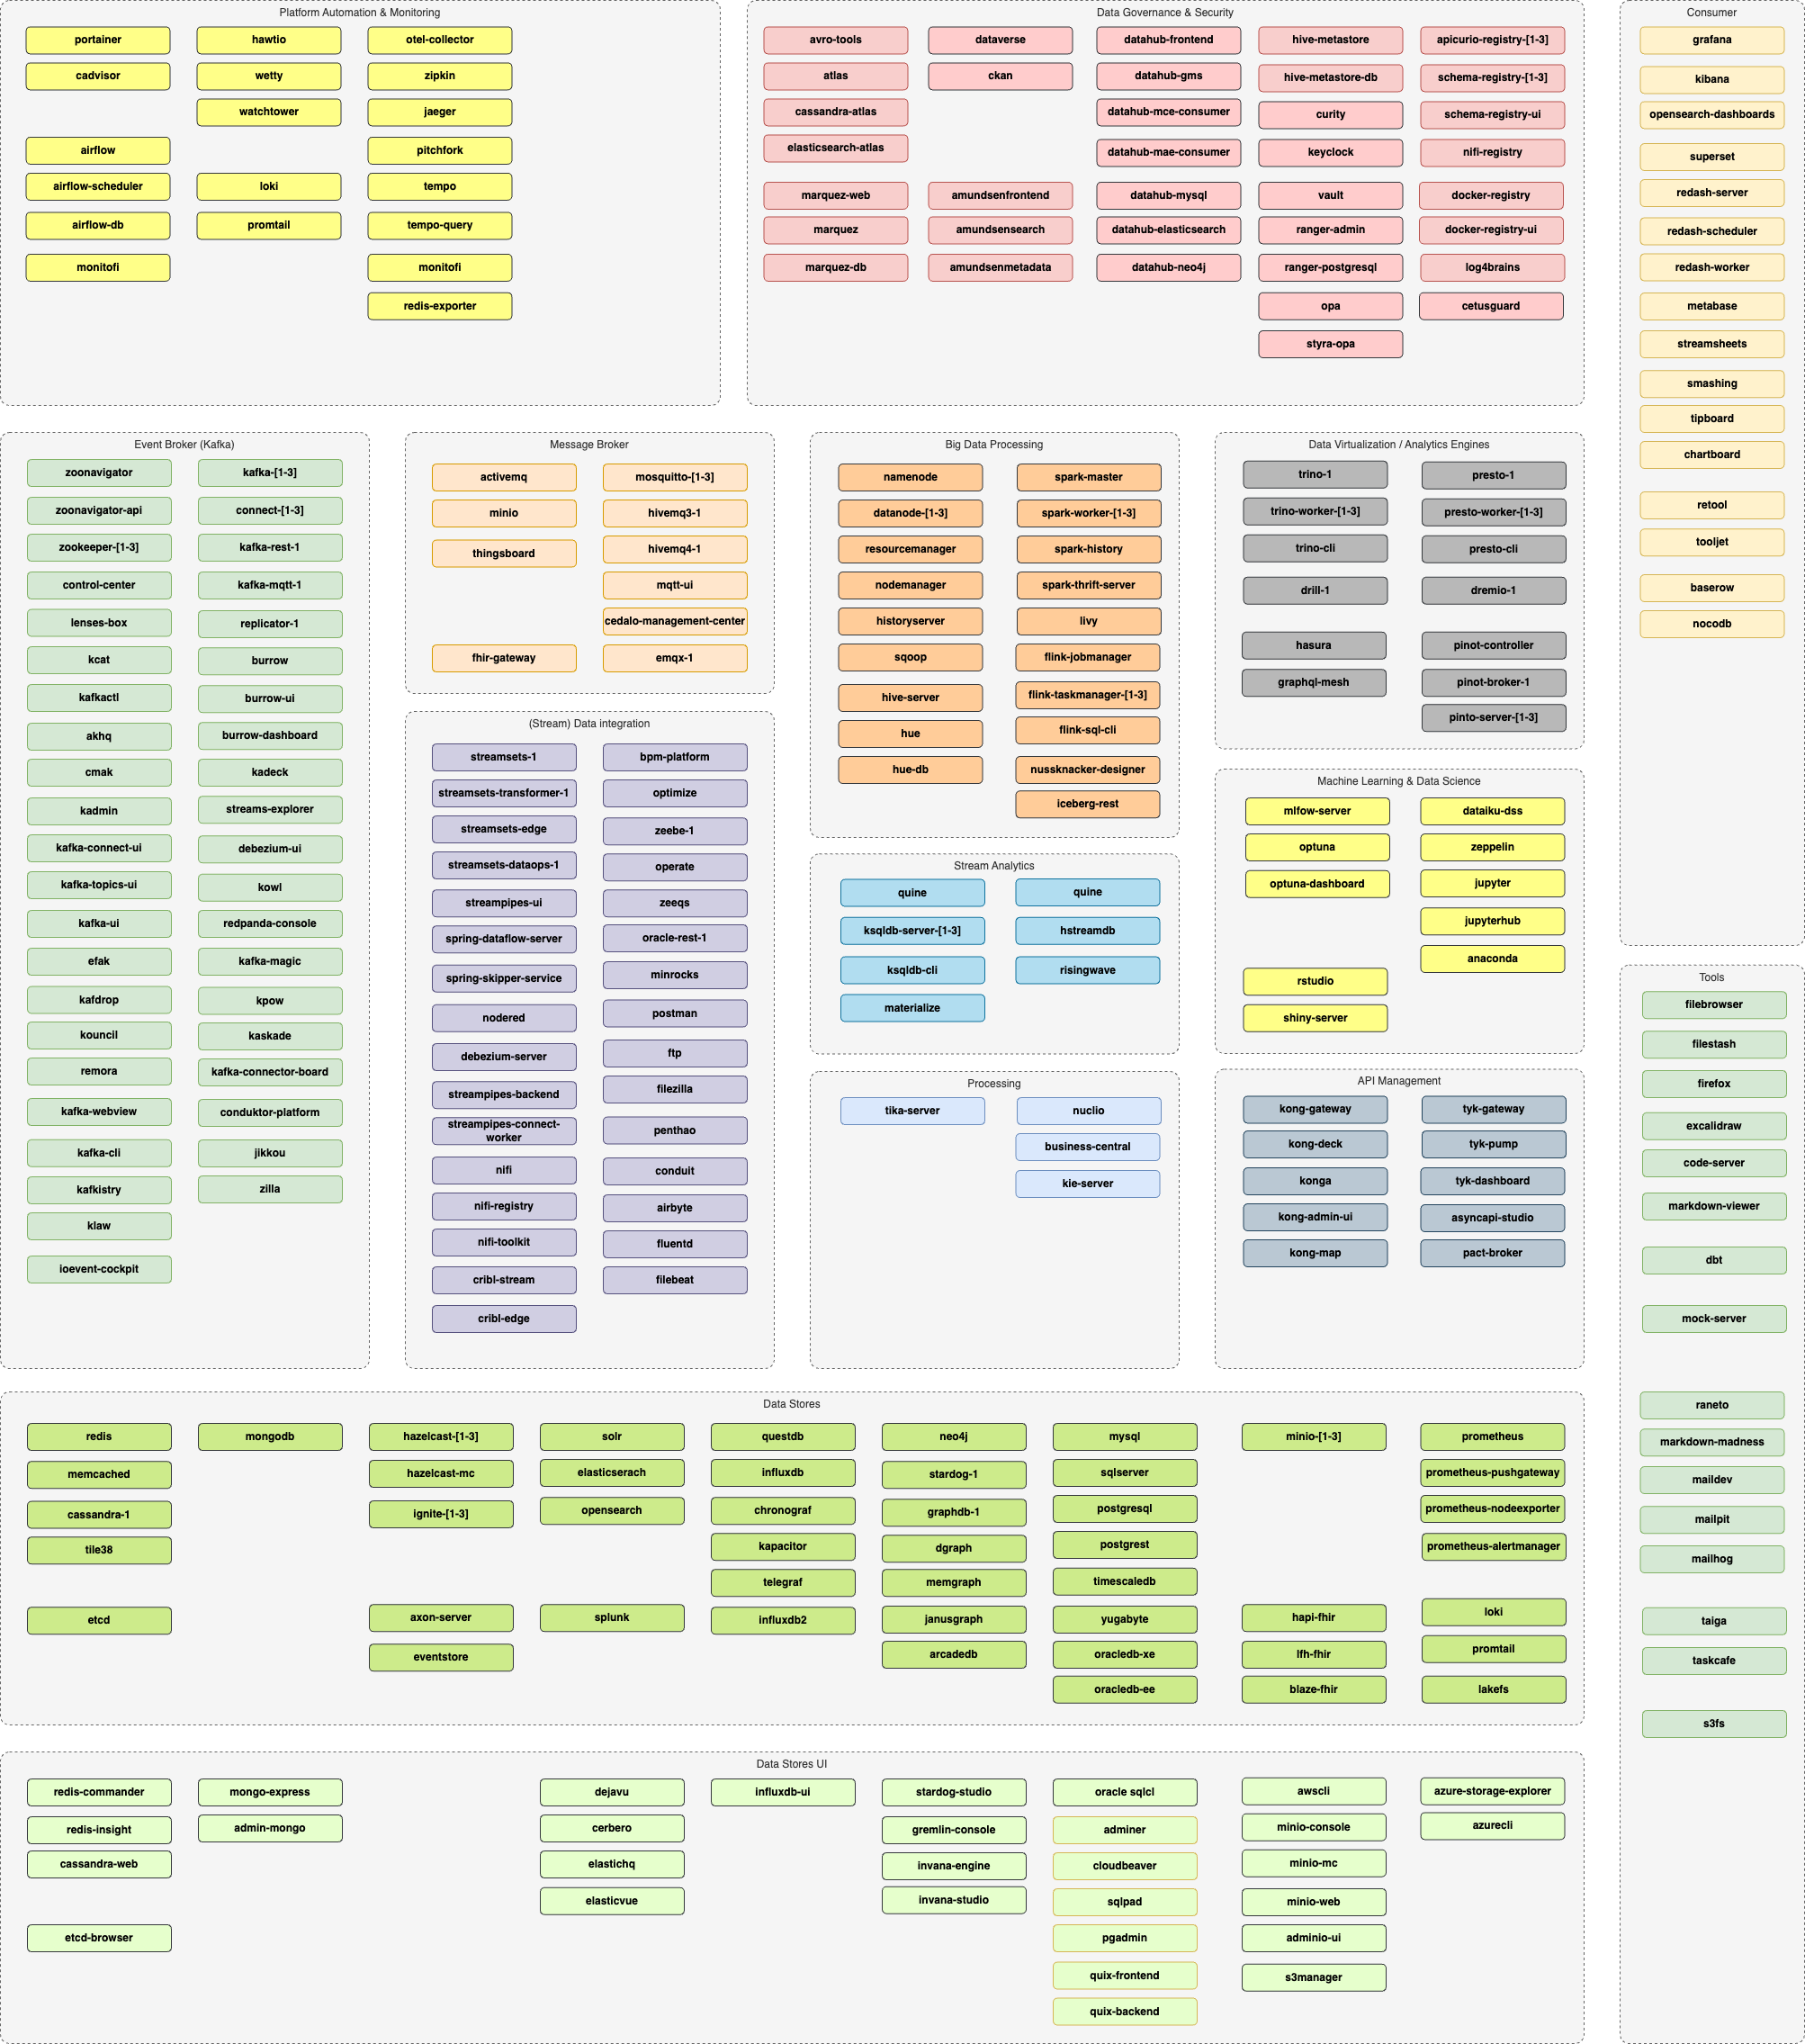 Platform Automation & Monitoring
portainer
hawtio
otel-collector
cadvisor
wetty
zipkin
watchtower
jaeger
airflow
pitchfork
airflow-scheduler
loki
tempo
airflow-db
promtail
tempo-query
monitofi
monitofi
redis-exporter
Data Governance & Security
avro-tools
dataverse
datahub-frontend
hive-metastore
apicurio-registry-[1-3]
atlas
ckan
datahub-gms
hive-metastore-db
schema-registry-[1-3]
cassandra-atlas
datahub-mce-consumer
curity
schema-registry-ui
elasticsearch-atlas
datahub-mae-consumer
keyclock
nifi-registry
marquez-web
amundsenfrontend
datahub-mysql
vault
docker-registry
marquez
amundsensearch
datahub-elasticsearch
ranger-admin
docker-registry-ui
marquez-db
amundsenmetadata
datahub-neo4j
ranger-postgresql
log4brains
opa
cetusguard
styra-opa
Consumer
grafana
kibana
opensearch-dashboards
superset
redash-server
redash-scheduler
redash-worker
metabase
streamsheets
smashing
tipboard
chartboard
retool
tooljet
baserow
nocodb
Event Broker (Kafka)
zoonavigator
kafka-[1-3]
zoonavigator-api
connect-[1-3]
zookeeper-[1-3]
kafka-rest-1
control-center
kafka-mqtt-1
lenses-box
replicator-1
kcat
burrow
kafkactl
burrow-ui
akhq
burrow-dashboard
cmak
kadeck
kadmin
streams-explorer
kafka-connect-ui
debezium-ui
kafka-topics-ui
kowl
kafka-ui
redpanda-console
efak
kafka-magic
kafdrop
kpow
kouncil
kaskade
remora
kafka-connector-board
kafka-webview
conduktor-platform
kafka-cli
jikkou
kafkistry
zilla
klaw
ioevent-cockpit
Message Broker
activemq
mosquitto-[1-3]
minio
hivemq3-1
thingsboard
hivemq4-1
mqtt-ui
cedalo-management-center
fhir-gateway
emqx-1
(Stream) Data integration
streamsets-1
bpm-platform
streamsets-transformer-1
optimize
streamsets-edge
zeebe-1
streamsets-dataops-1
operate
streampipes-ui
zeeqs
spring-dataflow-server
oracle-rest-1
spring-skipper-service
minrocks
nodered
postman
debezium-server
ftp
streampipes-backend
filezilla
streampipes-connect-
worker
penthao
nifi
conduit
nifi-registry
airbyte
nifi-toolkit
fluentd
cribl-stream
filebeat
cribl-edge
Big Data Processing
namenode
spark-master
datanode-[1-3]
spark-worker-[1-3]
resourcemanager
spark-history
nodemanager
spark-thrift-server
historyserver
livy
sqoop
flink-jobmanager
hive-server
flink-taskmanager-[1-3]
hue
flink-sql-cli
hue-db
nussknacker-designer
iceberg-rest
Stream Analytics
quine
quine
ksqldb-server-[1-3]
hstreamdb
ksqldb-cli
risingwave
materialize
Processing
tika-server
nuclio
business-central
kie-server
Data Virtualization / Analytics Engines
trino-1
presto-1
trino-worker-[1-3]
presto-worker-[1-3]
trino-cli
presto-cli
drill-1
dremio-1
hasura
pinot-controller
graphql-mesh
pinot-broker-1
pinto-server-[1-3]
Machine Learning & Data Science
mlfow-server
dataiku-dss
optuna
zeppelin
optuna-dashboard
jupyter
jupyterhub
anaconda
rstudio
shiny-server
API Management
kong-gateway
tyk-gateway
kong-deck
tyk-pump
konga
tyk-dashboard
kong-admin-ui
asyncapi-studio
kong-map
pact-broker
Tools
filebrowser
filestash
firefox
excalidraw
code-server
markdown-viewer
dbt
mock-server
raneto
markdown-madness
maildev
mailpit
mailhog
taiga
taskcafe
s3fs
Data Stores
redis
mongodb
hazelcast-[1-3]
solr
questdb
neo4j
mysql
minio-[1-3]
prometheus
memcached
hazelcast-mc
elasticserach
influxdb
stardog-1
sqlserver
prometheus-pushgateway
cassandra-1
ignite-[1-3]
opensearch
chronograf
graphdb-1
postgresql
prometheus-nodeexporter
tile38
kapacitor
dgraph
postgrest
prometheus-alertmanager
telegraf
memgraph
timescaledb
etcd
axon-server
splunk
influxdb2
janusgraph
yugabyte
hapi-fhir
loki
eventstore
arcadedb
oracledb-xe
lfh-fhir
promtail
oracledb-ee
blaze-fhir
lakefs
Data Stores UI
redis-commander
mongo-express
dejavu
influxdb-ui
stardog-studio
oracle sqlcl
awscli
azure-storage-explorer
redis-insight
admin-mongo
cerbero
gremlin-console
adminer
minio-console
azurecli
cassandra-web
elastichq
invana-engine
cloudbeaver
minio-mc
elasticvue
invana-studio
sqlpad
minio-web
etcd-browser
pgadmin
adminio-ui
quix-frontend
s3manager
quix-backend